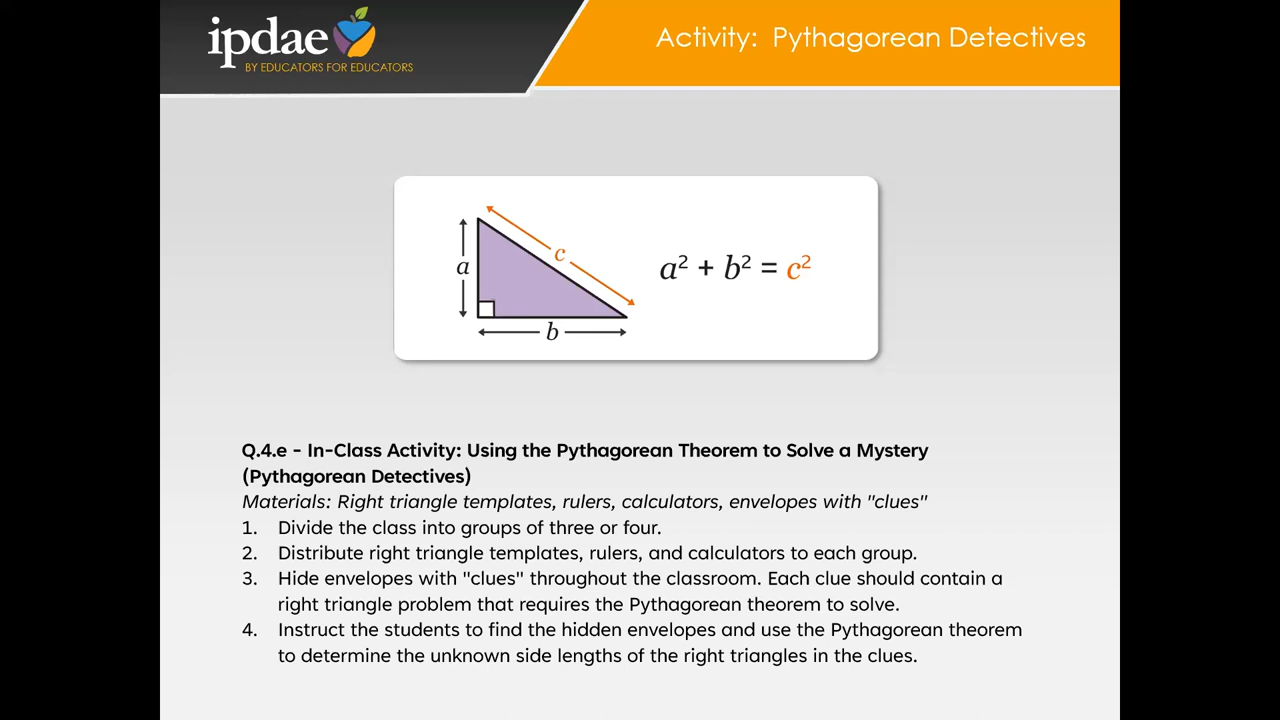 ipdae
BY EDUCATORS FOR EDUCATORS
Activity: Pythagorean Detectives
a
c
b
a² + b² = c²
Q.4.e - In-Class Activity: Using the Pythagorean Theorem to Solve a Mystery
(Pythagorean Detectives)
Materials: Right triangle templates, rulers, calculators, envelopes with "clues"
1. Divide the class into groups of three or four.
2. Distribute right triangle templates, rulers, and calculators to each group.
3. Hide envelopes with "clues" throughout the classroom. Each clue should contain a
right triangle problem that requires the Pythagorean theorem to solve.
4. Instruct the students to find the hidden envelopes and use the Pythagorean theorem
to determine the unknown side lengths of the right triangles in the clues.